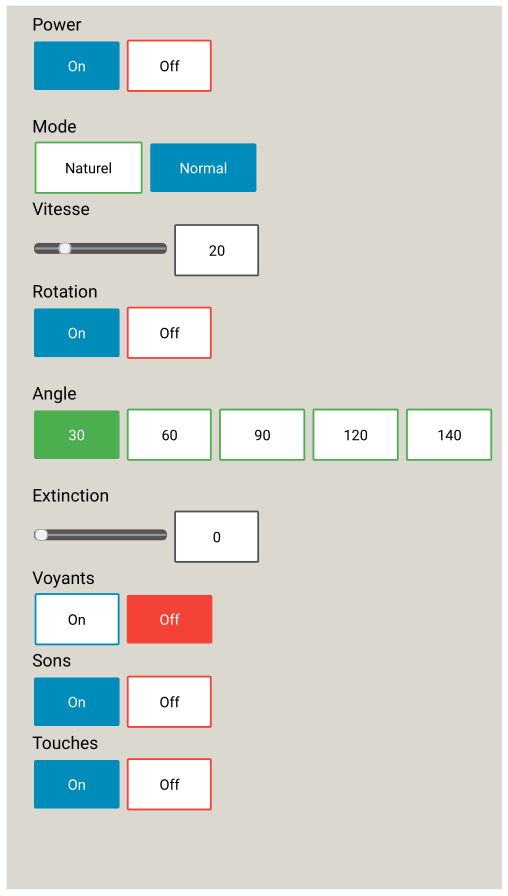 Power
On Off
Mode
Naturel Normal
Vitesse
20
Rotation
On Off
Angle
30 60 90 120 140
Extinction
0
Voyants
On Off
Sons
On Off
Touches
On Off